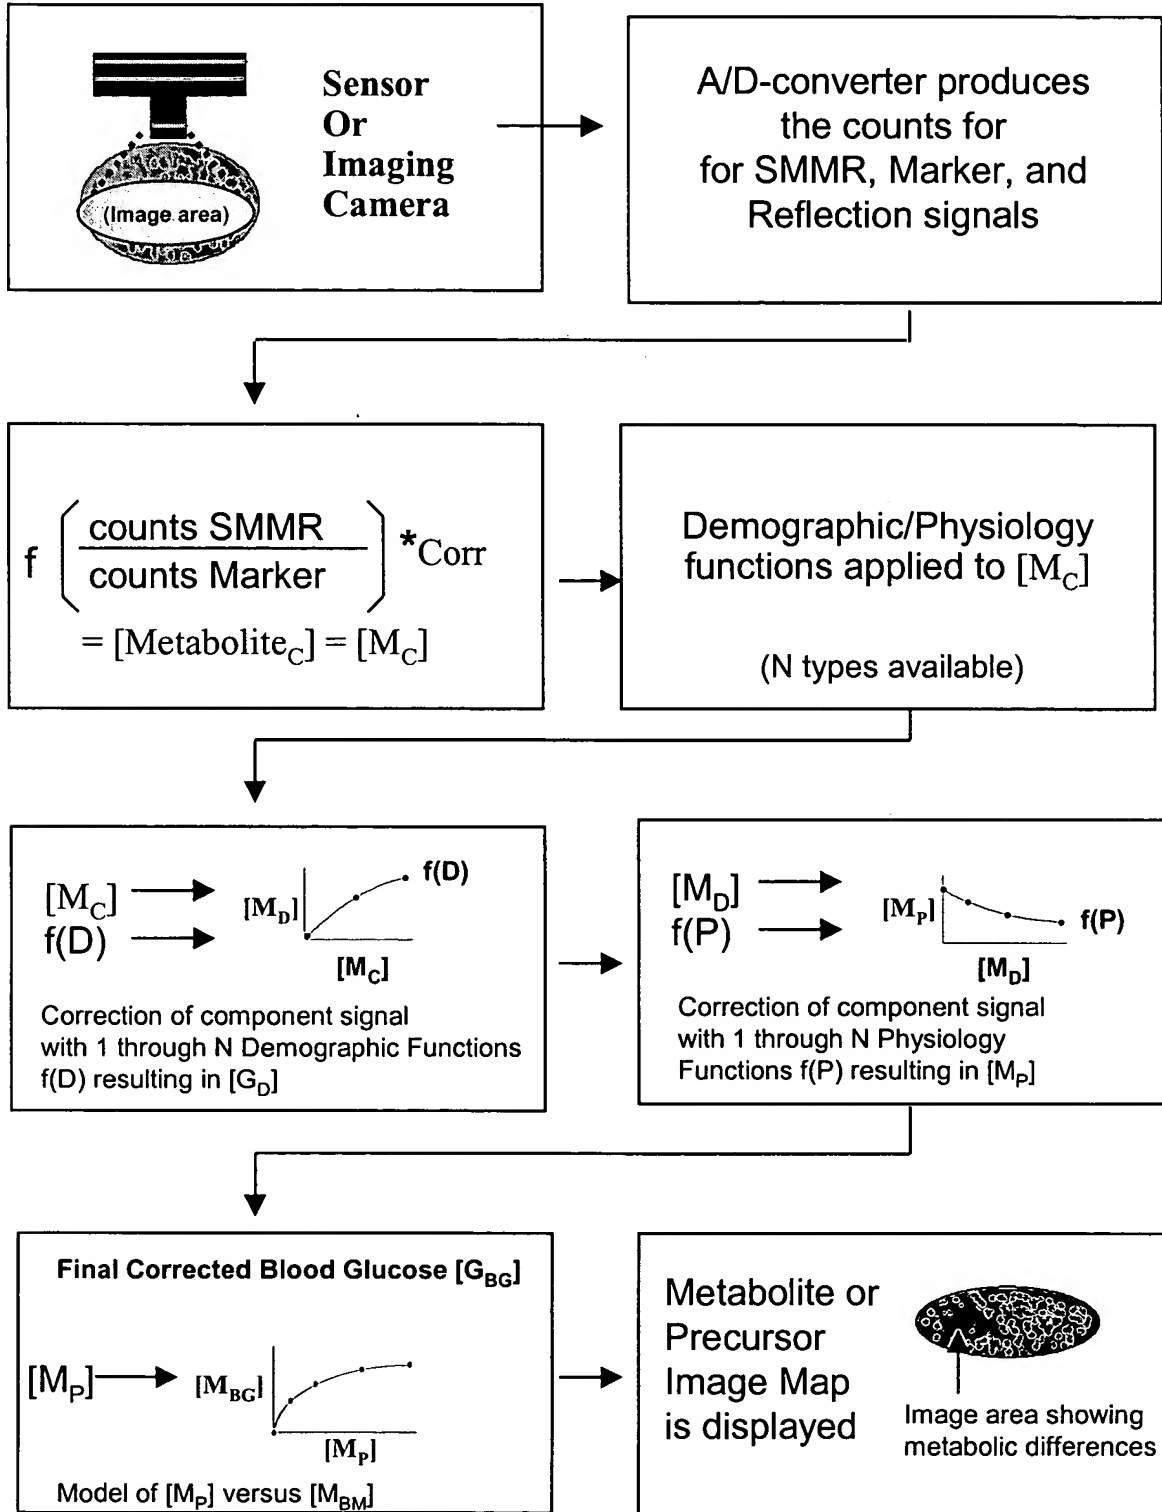 Sensor
Or
Imaging
Camera
(Image area)
A/D-converter produces
the counts for
for SMMR, Marker, and
Reflection signals
f ( counts SMMR
counts Marker ) *Corr
= [Metabolite_C] = [M_C]
Demographic/Physiology
functions applied to [M_C]
(N types available)
[M_C]
f(D)
[M_D]
f(D)
[M_C]
Correction of component signal
with 1 through N Demographic Functions
f(D) resulting in [G_D]
[M_D]
f(P)
[M_P]
f(P)
[M_D]
Correction of component signal
with 1 through N Physiology
Functions f(P) resulting in [M_P]
Final Corrected Blood Glucose [G_BG]
[M_P]
[M_BG]
[M_P]
Model of [M_P] versus [M_BM]
Metabolite or
Precursor
Image Map
is displayed
Image area showing
metabolic differences